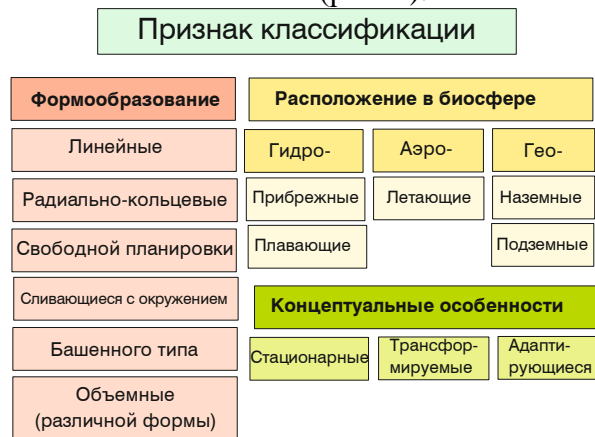 Признак классификации
Формообразование
Линейные
Радиально-кольцевые
Свободной планировки
Сливающиеся с окружением
Башенного типа
Объемные
(различной формы)
Расположение в биосфере
Гидро-
Аэро-
Гео-
Прибрежные
Летающие
Наземные
Плавающие
Подземные
Концептуальные особенности
Стационарные
Трансфор-
мируемые
Адапти-
рующиеся